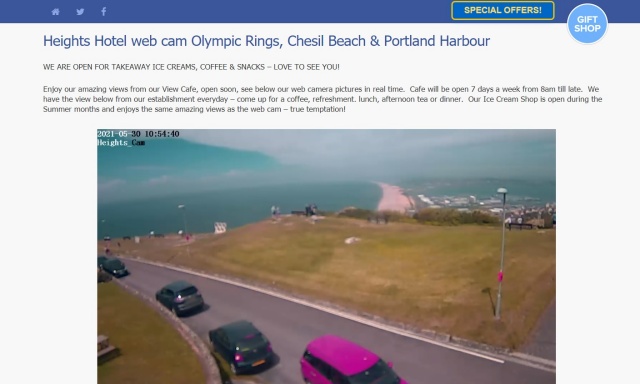 SPECIAL OFFERS!
GIFT
SHOP
Heights Hotel web cam Olympic Rings, Chesil Beach & Portland Harbour
WE ARE OPEN FOR TAKEAWAY ICE CREAMS, COFFEE & SNACKS – LOVE TO SEE YOU!
Enjoy our amazing views from our View Cafe, open soon, see below our web camera pictures in real time.  Cafe will be open 7 days a week from 8am till late.  We
have the view below from our establishment everyday – come up for a coffee, refreshment. lunch, afternoon tea or dinner.  Our Ice Cream Shop is open during the
Summer months and enjoys the same amazing views as the web cam – true temptation!
2021-05-30 10:54:40
Heights_Cam